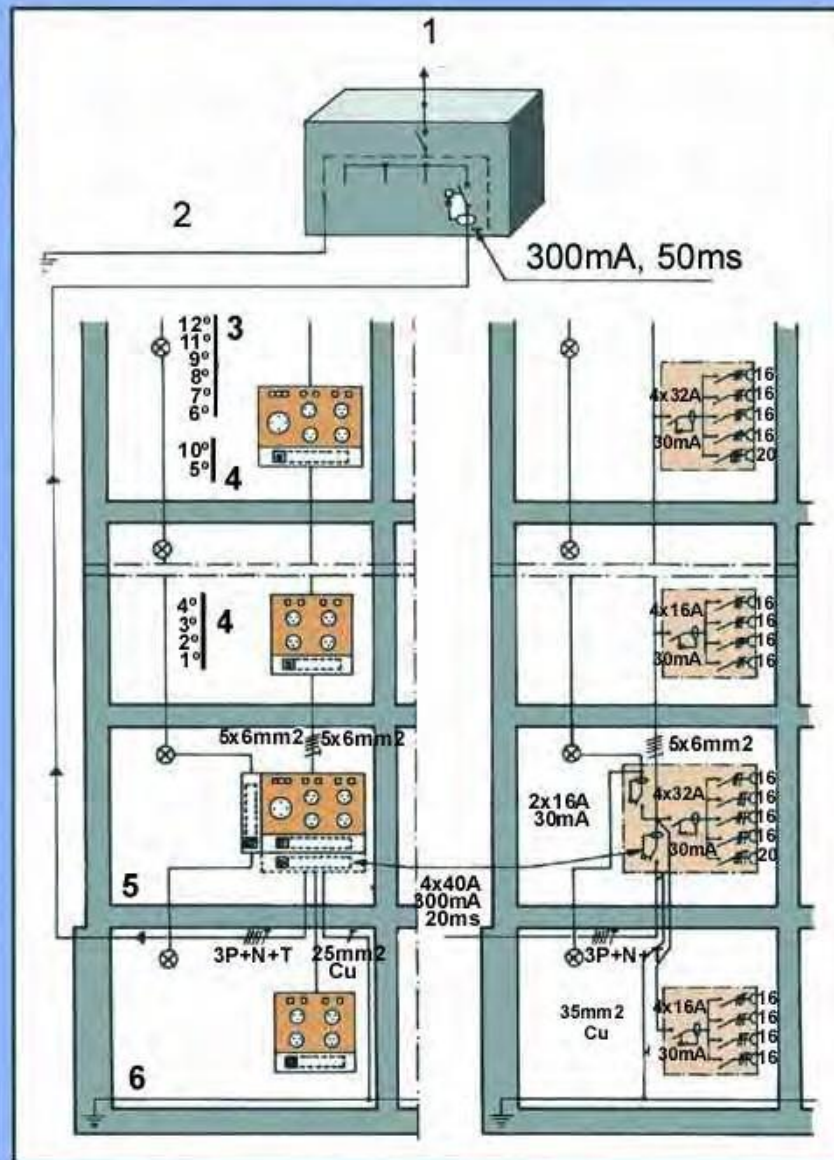 1
2
300mA, 50ms
12º
11º
9º
8º
7º
6º
3
10º
5º
4
4x32A
30mA
16
16
16
16
20
4º
3º
2º
1º
4
4x16A
30mA
16
16
16
16
5x6mm2
5x6mm2
5x6mm2
2x16A
30mA
4x32A
30mA
16
16
16
16
20
5
4x40A
300mA
20ms
3P+N+T
25mm2
Cu
3P+N+T
35mm2
Cu
4x16A
30mA
16
16
16
16
6